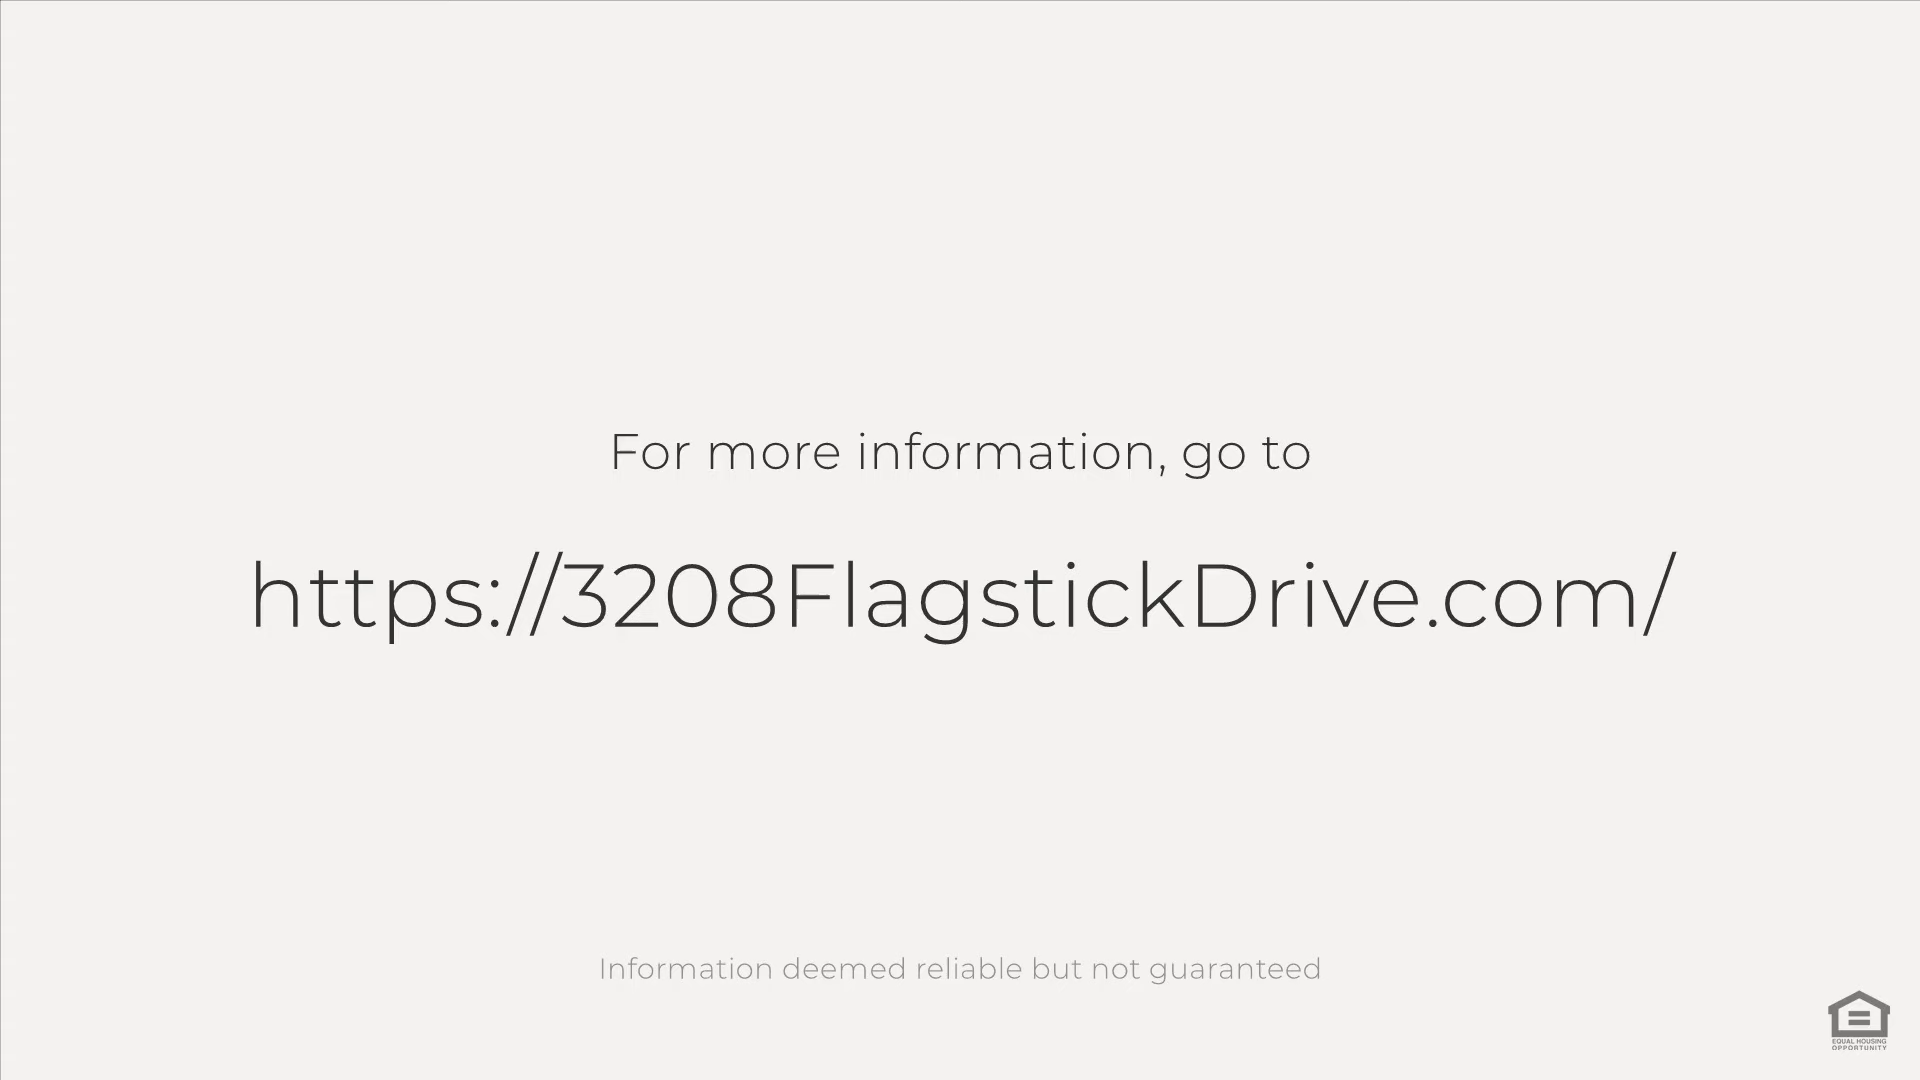 For more information, go to
https://3208FlagstickDrive.com/
Information deemed reliable but not guaranteed
EQUAL HOUSING
OPPORTUNITY